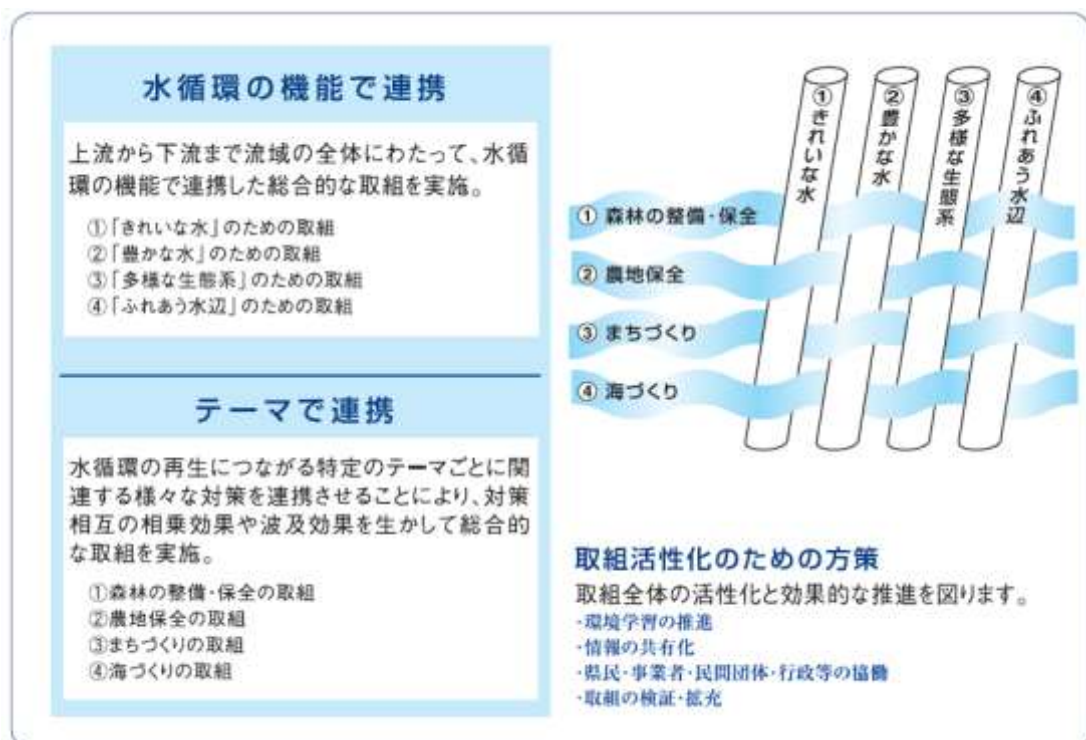 水循環の機能で連携
上流から下流まで流域の全体にわたって、水循
環の機能で連携した総合的な取組を実施。
①「きれいな水」のための取組
②「豊かな水」のための取組
③「多様な生態系」のための取組
④「ふれあう水辺」のための取組
テーマで連携
水循環の再生につながる特定のテーマごとに関
連する様々な対策を連携させることにより、対策
相互の相乗効果や波及効果を生かして総合的
な取組を実施。
①森林の整備・保全の取組
②農地保全の取組
③まちづくりの取組
④海づくりの取組
①きれいな水
②豊かな水
③多様な生態系
④ふれあう水辺
① 森林の整備・保全
② 農地保全
③ まちづくり
④ 海づくり
取組活性化のための方策
取組全体の活性化と効果的な推進を図ります。
・環境学習の推進
・情報の共有化
・県民・事業者・民間団体・行政等の協働
・取組の検証・拡充